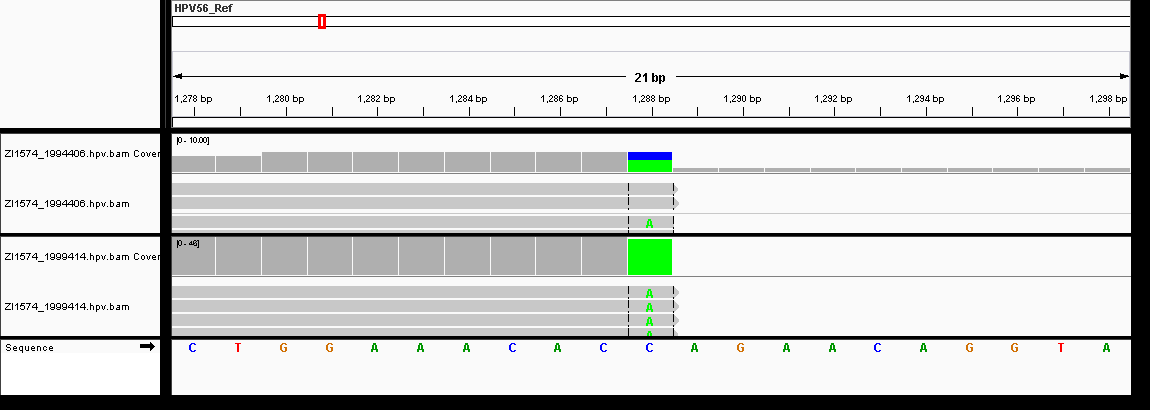 HPV56_Ref
21 bp
1,278 bp 1,280 bp 1,282 bp 1,284 bp 1,286 bp 1,288 bp 1,290 bp 1,292 bp 1,294 bp 1,296 bp 1,298 bp
[0 - 10.00]
ZI1574_1994406.hpv.bam Cover
ZI1574_1994406.hpv.bam
A
[0 - 46]
ZI1574_1999414.hpv.bam Cover
A
ZI1574_1999414.hpv.bam A
A
A
Sequence C T G G A A A C A C C A G A A C A G G T A